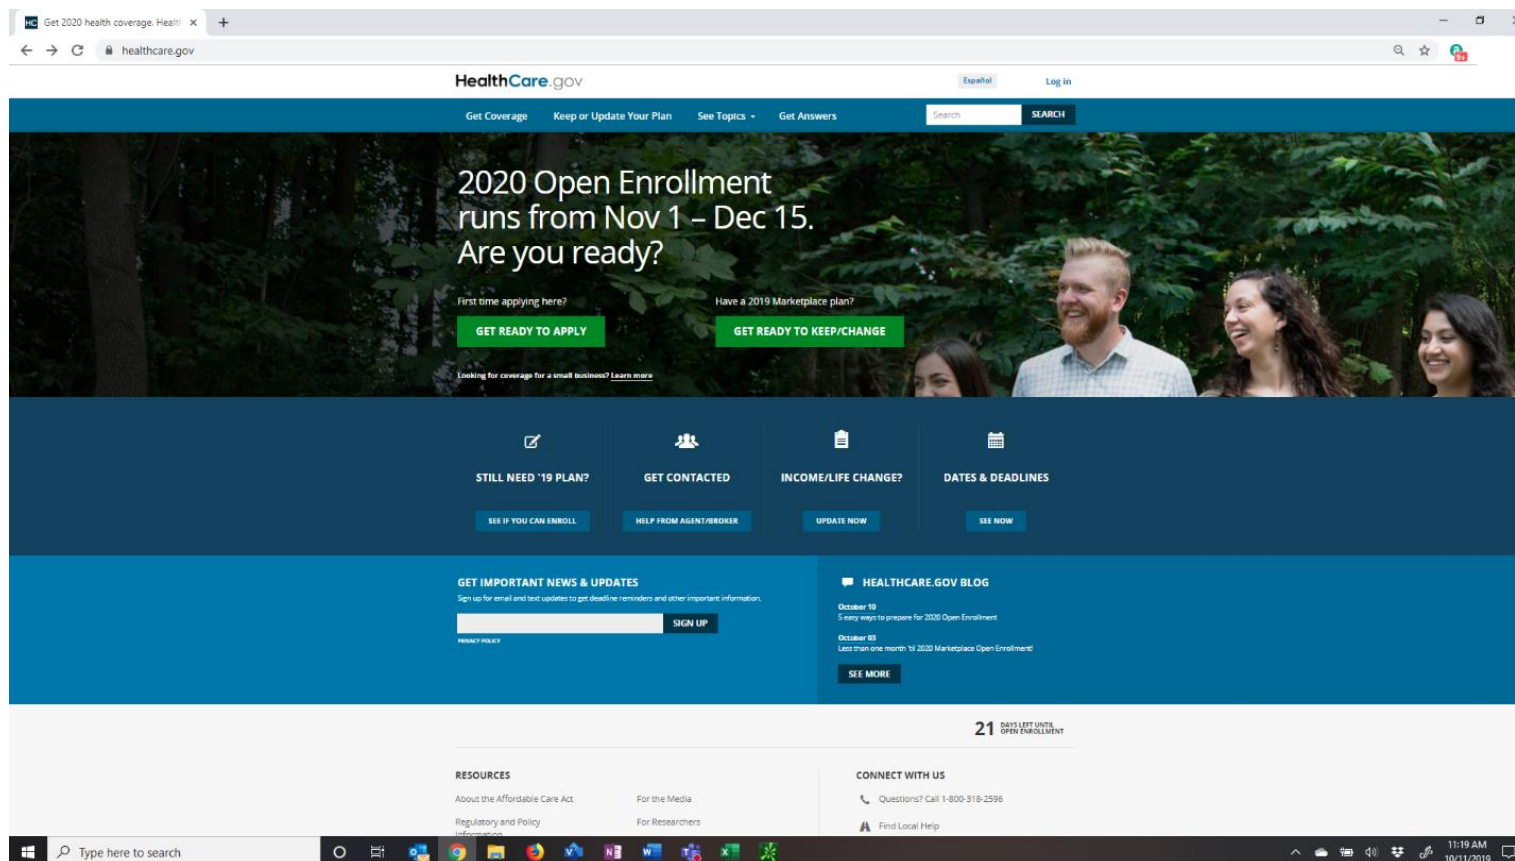 Get 2020 health coverage. Healt
healthcare.gov
HealthCare.gov
Español
Log in
Get Coverage
Keep or Update Your Plan
See Topics
Get Answers
Search
SEARCH
2020 Open Enrollment
runs from Nov 1 – Dec 15.
Are you ready?
First time applying here?
Have a 2019 Marketplace plan?
GET READY TO APPLY
GET READY TO KEEP/CHANGE
Looking for coverage for a small business? Learn more
STILL NEED '19 PLAN?
GET CONTACTED
INCOME/LIFE CHANGE?
DATES & DEADLINES
SEE IF YOU CAN ENROLL
HELP FROM AGENT/BROKER
UPDATE NOW
SEE NOW
GET IMPORTANT NEWS & UPDATES
Sign up for email and text updates to get deadline reminders and other important information.
SIGN UP
PRIVACY POLICY
HEALTHCARE.GOV BLOG
October 10
5 easy ways to prepare for 2020 Open Enrollment
October 03
Less than one month 'til 2020 Marketplace Open Enrollment!
SEE MORE
21 DAYS LEFT UNTIL
OPEN ENROLLMENT
RESOURCES
About the Affordable Care Act
For the Media
Regulatory and Policy
Information
For Researchers
CONNECT WITH US
Questions? Call 1-800-318-2596
Find Local Help
Type here to search
11:19 AM
10/11/2019